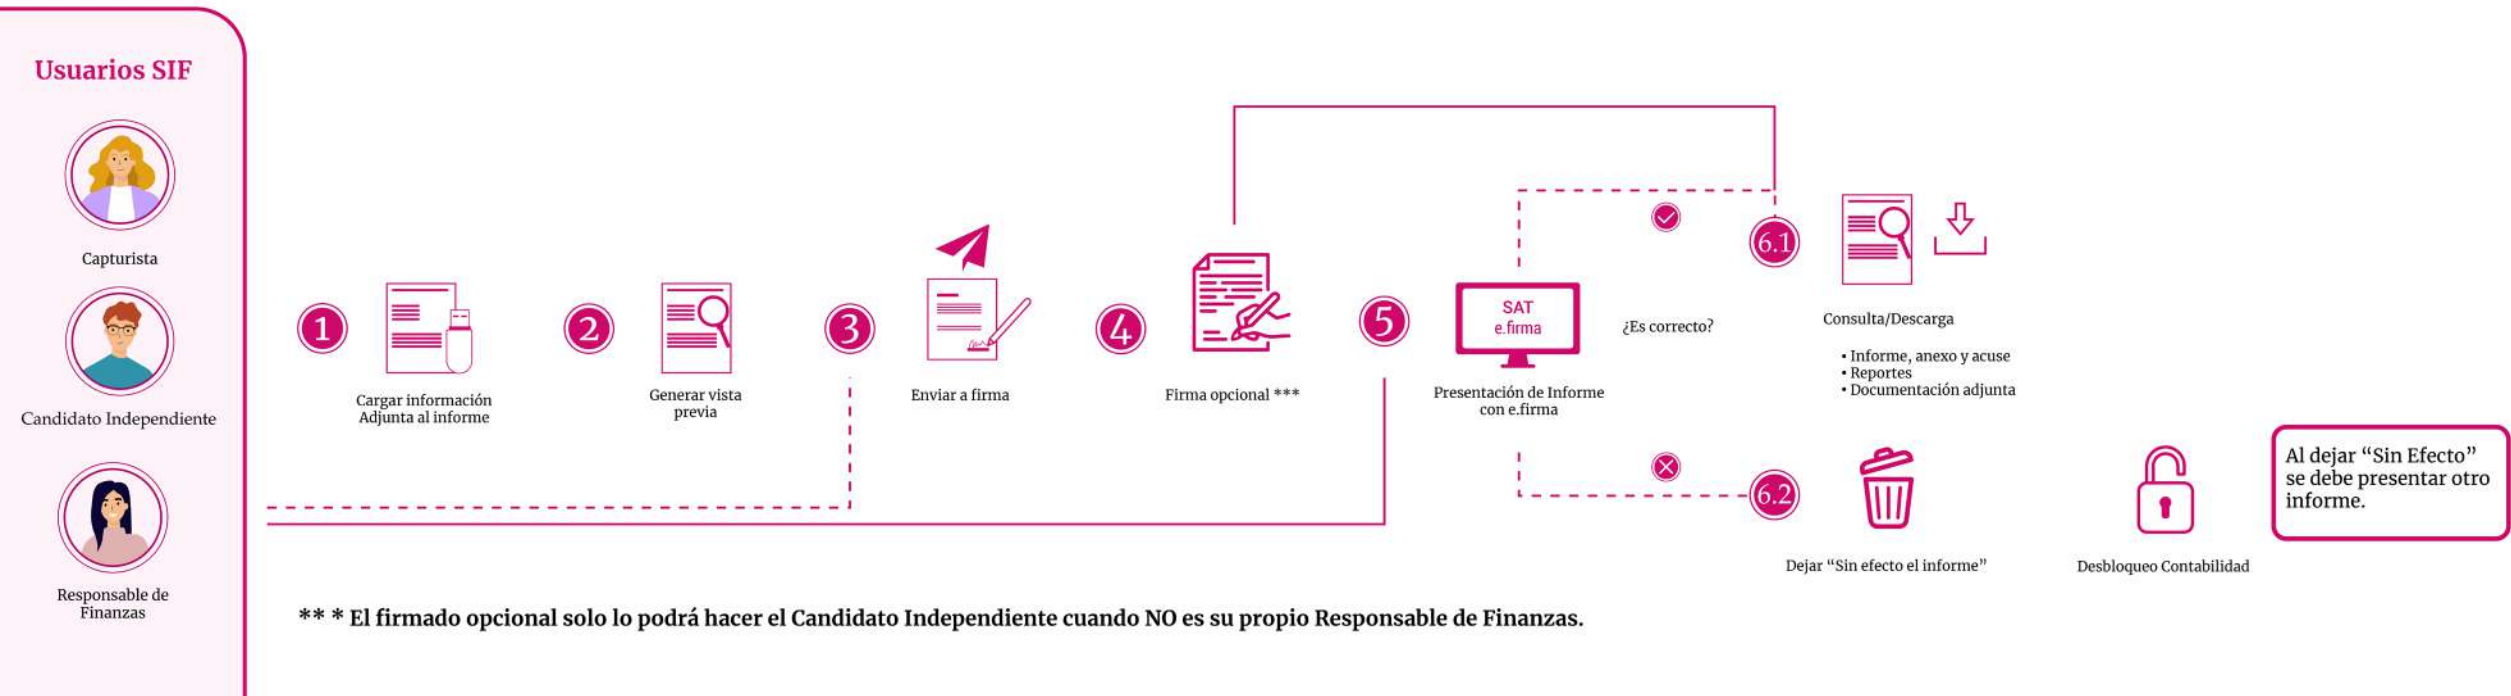 Usuarios SIF
Capturista
Candidato Independiente
Responsable de
Finanzas
1
Cargar información
Adjunta al informe
2
Generar vista
previa
3
Enviar a firma
4
Firma opcional ***
5
SAT
e.firma
Presentación de Informe
con e.firma
¿Es correcto?
6.1
Consulta/Descarga
▪ Informe, anexo y acuse
▪ Reportes
▪ Documentación adjunta
6.2
Dejar “Sin efecto el informe”
Desbloqueo Contabilidad
Al dejar “Sin Efecto”
se debe presentar otro
informe.
** * El firmado opcional solo lo podrá hacer el Candidato Independiente cuando NO es su propio Responsable de Finanzas.